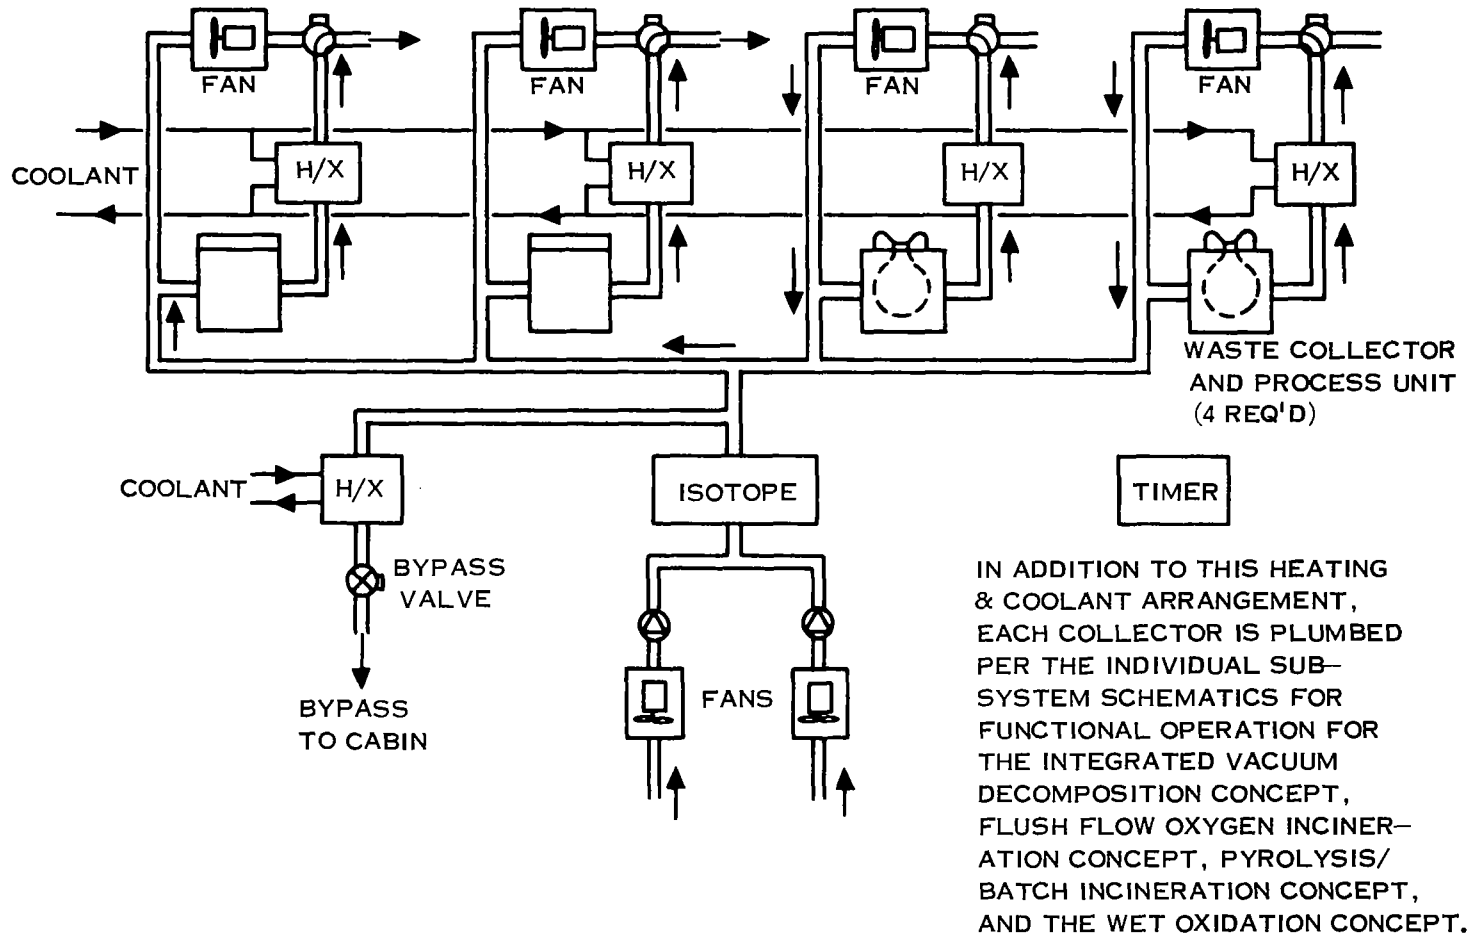 FAN
FAN
FAN
FAN
COOLANT
H/X
H/X
H/X
H/X
WASTE COLLECTOR
AND PROCESS UNIT
(4 REQ'D)
COOLANT
H/X
ISOTOPE
TIMER
BYPASS
VALVE
FANS
BYPASS
TO CABIN
IN ADDITION TO THIS HEATING
& COOLANT ARRANGEMENT,
EACH COLLECTOR IS PLUMBED
PER THE INDIVIDUAL SUB-
SYSTEM SCHEMATICS FOR
FUNCTIONAL OPERATION FOR
THE INTEGRATED VACUUM
DECOMPOSITION CONCEPT,
FLUSH FLOW OXYGEN INCINER-
ATION CONCEPT, PYROLYSIS/
BATCH INCINERATION CONCEPT,
AND THE WET OXIDATION CONCEPT.